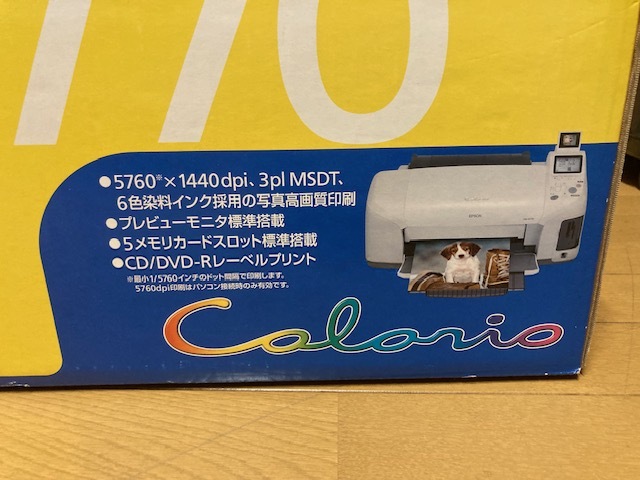 770
●5760※×1440dpi、3pl MSDT、
6色染料インク採用の写真高画質印刷
●プレビューモニタ標準搭載
●5メモリカードスロット標準搭載
●CD/DVD-Rレーベルプリント
※最小1/5760インチのドット間隔で印刷します。
5760dpi印刷はパソコン接続時のみ有効です。
EPSON
Colorio